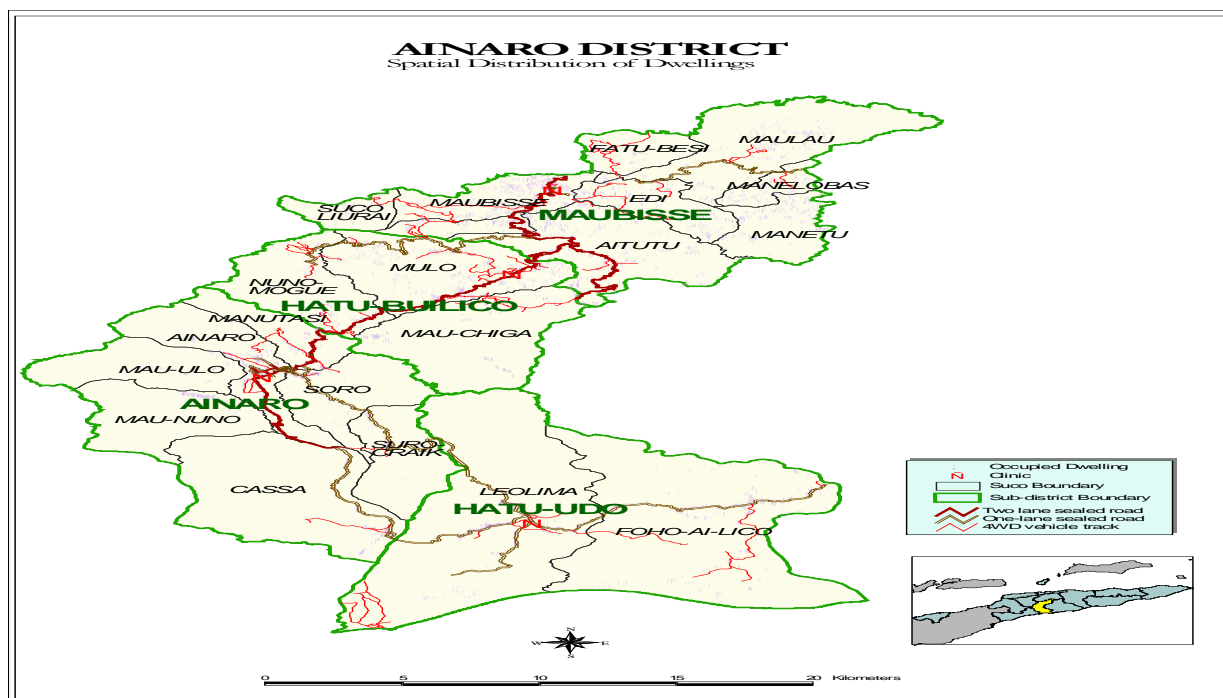 AINARO DISTRICT
Spatial Distribution of Dwellings
MAULAU
FATU-BESI
MANELOBAS
EDI
MAUBISSE
SUCO
LIURAI
MAUBISSE
MANETU
AITUTU
MULO
NUNO-
MOGUE
HATU-BUILICO
MANUTASI
MAU-CHIGA
AINARO
MAU-ULO
SORO
AINARO
MAU-NUNO
SURO-
CRAIK
CASSA
LEOLIMA
HATU-UDO
FOHO-AI-LICO
Occupied Dwelling
N Clinic
Suco Boundary
Sub-district Boundary
Two lane sealed road
One-lane sealed road
4WD vehicle track
N
W E
S
0 5 10 15 20 Kilometers